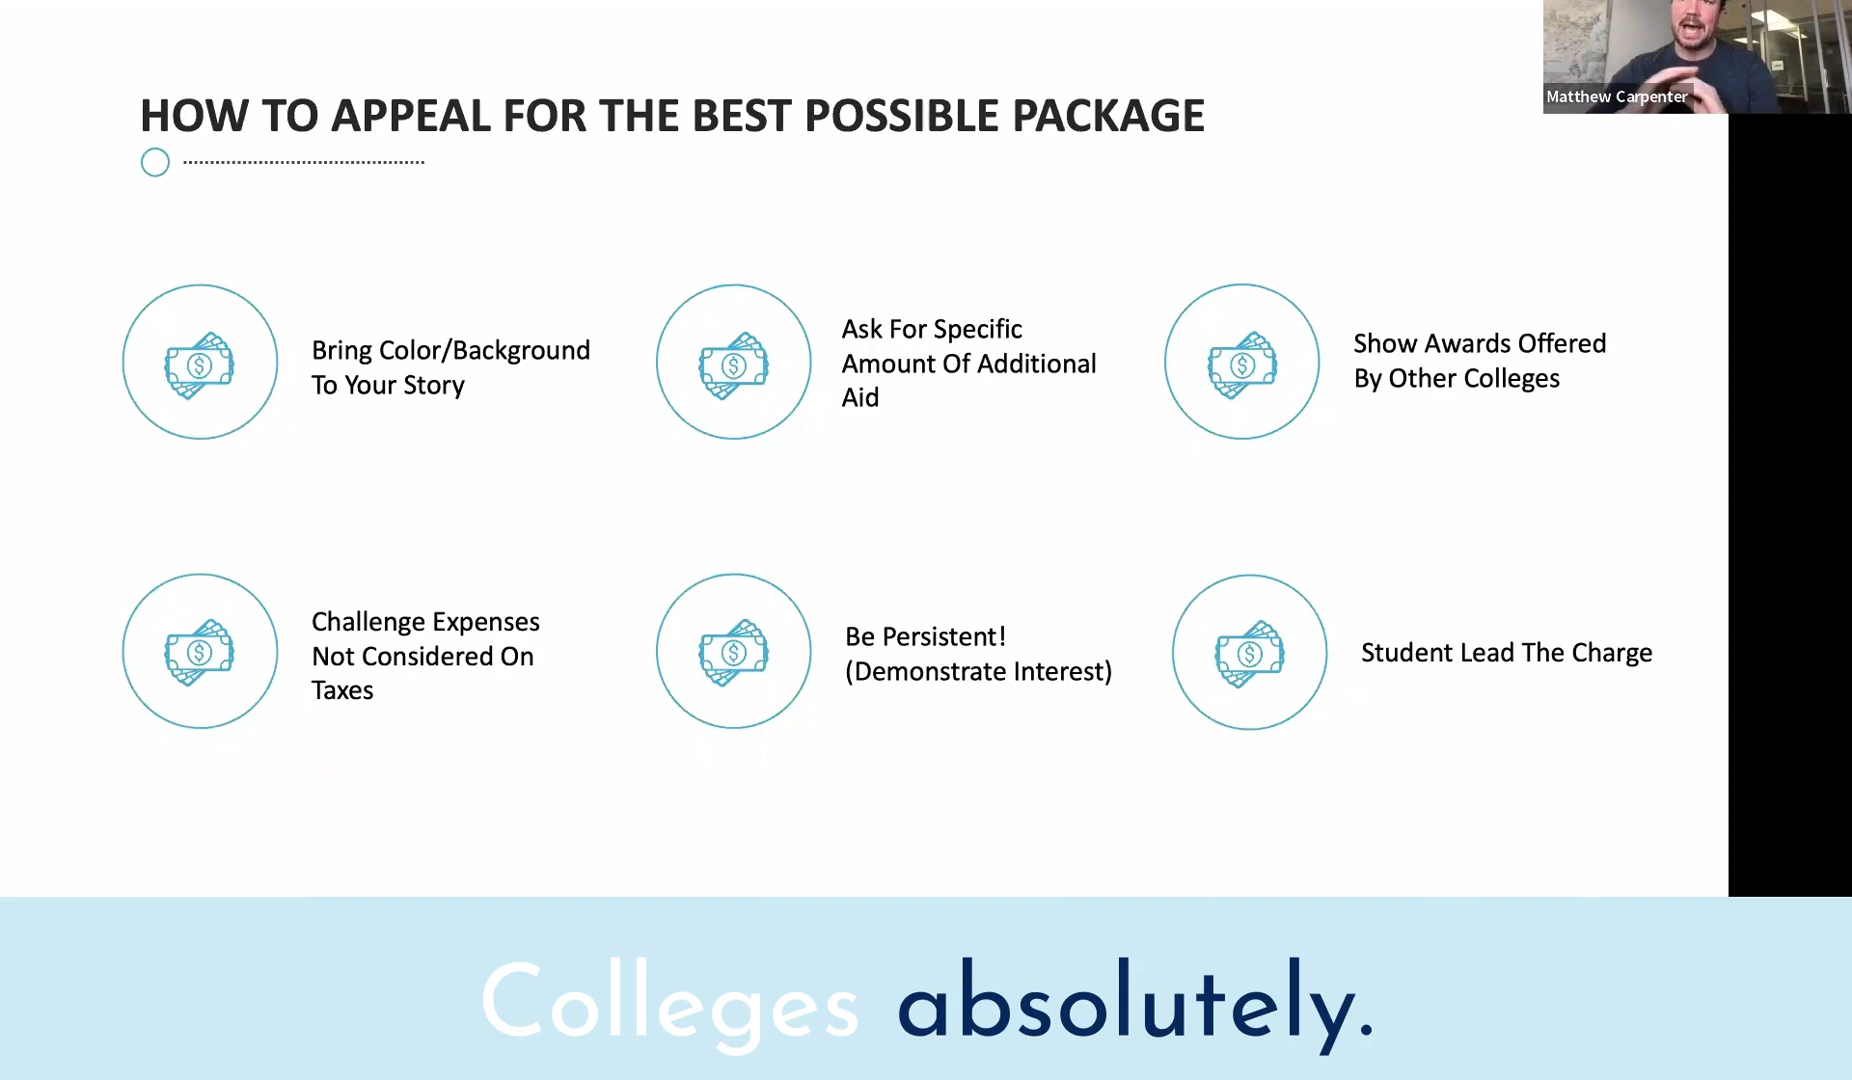 HOW TO APPEAL FOR THE BEST POSSIBLE PACKAGE
Matthew Carpenter
Bring Color/Background
To Your Story
Ask For Specific
Amount Of Additional
Aid
Show Awards Offered
By Other Colleges
Challenge Expenses
Not Considered On
Taxes
Be Persistent!
(Demonstrate Interest)
Student Lead The Charge
Colleges absolutely.